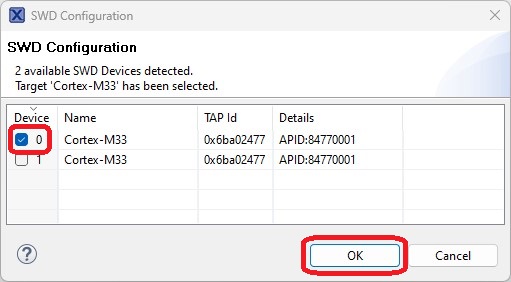 SWD Configuration
SWD Configuration
2 available SWD Devices detected.
Target 'Cortex-M33' has been selected.
Device Name TAP Id Details
0 Cortex-M33 0x6ba02477 APID:84770001
1 Cortex-M33 0x6ba02477 APID:84770001
? OK Cancel